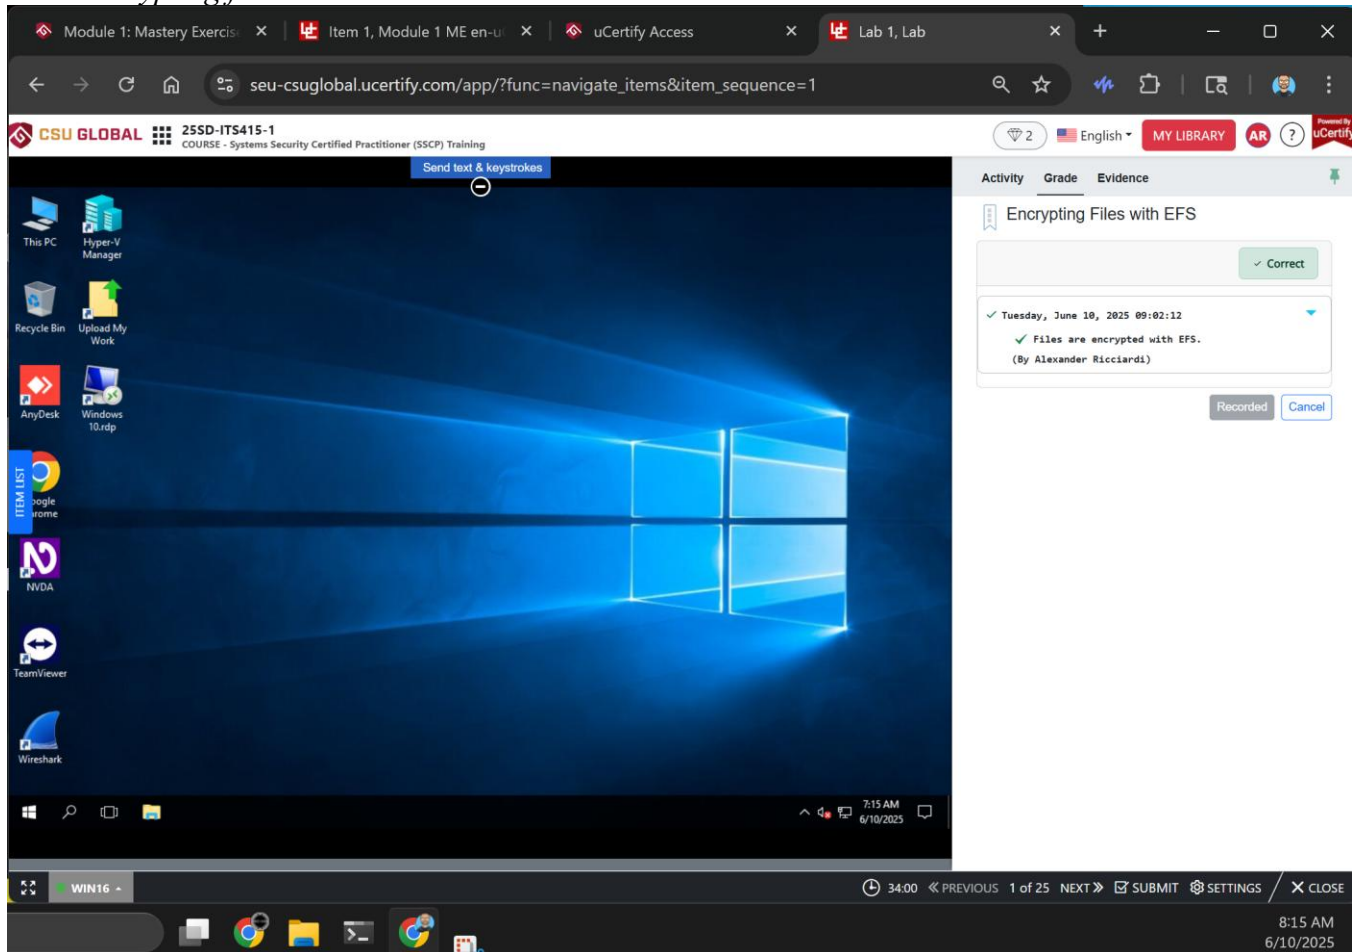 Module 1: Mastery Exercis
Item 1, Module 1 ME en-u
uCertify Access
Lab 1, Lab
seu-csuglobal.ucertify.com/app/?func=navigate_items&item_sequence=1
CSU GLOBAL
25SD-ITS415-1
COURSE - Systems Security Certified Practitioner (SSCP) Training
2
English
MY LIBRARY
AR
?
Powered By
uCertify
Send text & keystrokes
Activity Grade Evidence
Encrypting Files with EFS
Correct
Tuesday, June 10, 2025 09:02:12
Files are encrypted with EFS.
(By Alexander Ricciardi)
Recorded Cancel
This PC
Hyper-V
Manager
Recycle Bin
Upload My
Work
AnyDesk
Windows
10.rdp
ITEM LIST
oogle
rome
NVDA
TeamViewer
Wireshark
7:15 AM
6/10/2025
WIN16
34:00 PREVIOUS 1 of 25 NEXT SUBMIT SETTINGS CLOSE
8:15 AM
6/10/2025